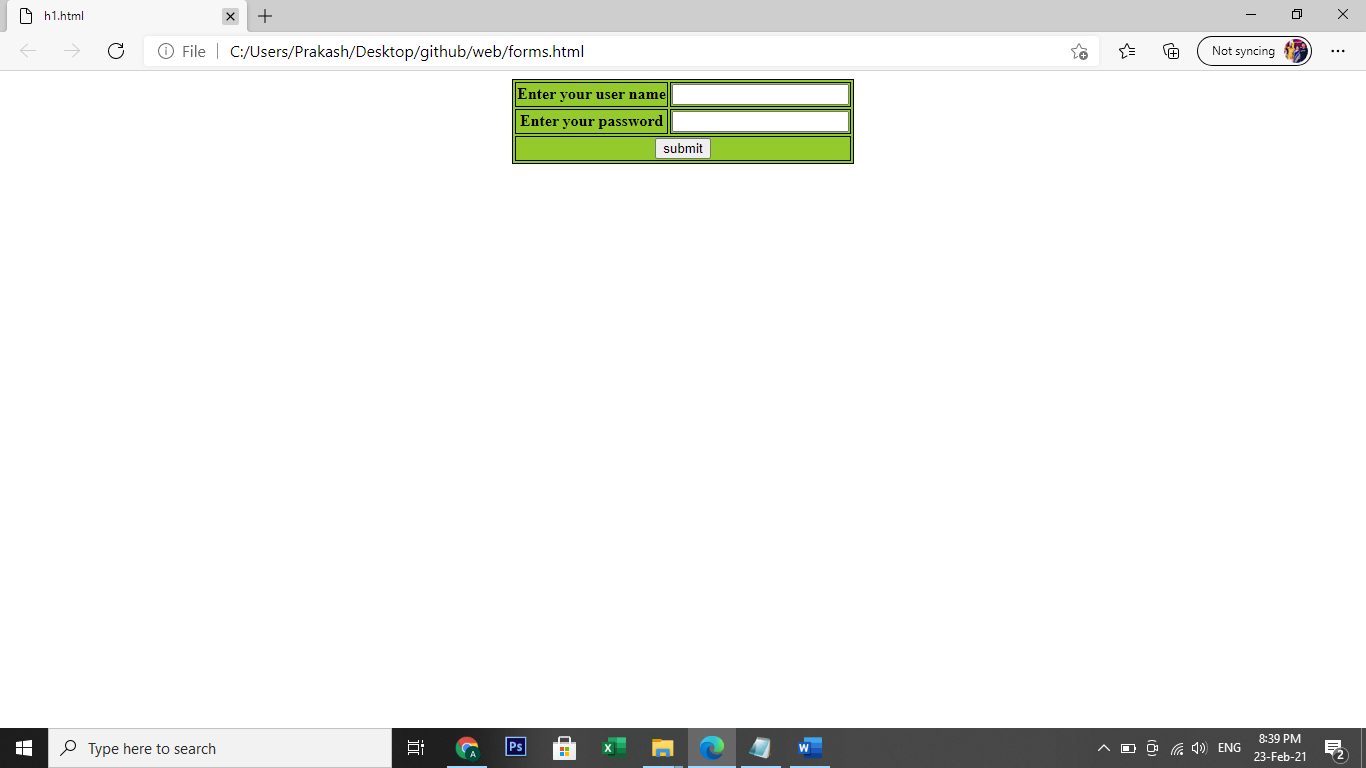 h1.html
File
C:/Users/Prakash/Desktop/github/web/forms.html
Not syncing
Enter your user name
Enter your password
submit
Type here to search
A
Ps
X
W
ENG
8:39 PM
23-Feb-21
2